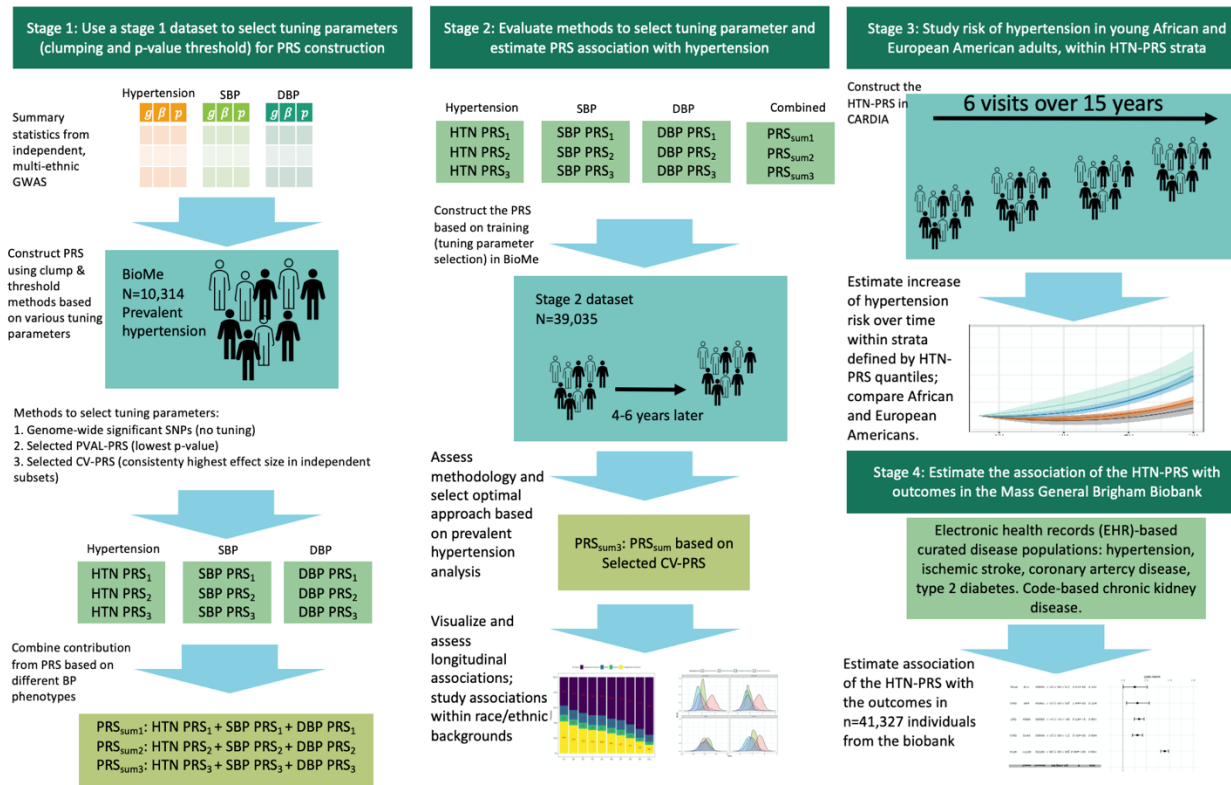 Stage 1: Use a stage 1 dataset to select tuning parameters
(clumping and p-value threshold) for PRS construction
Summary
statistics from
independent,
multi-ethnic
GWAS
Hypertension
SBP
DBP
g β p
g β p
g β p
Construct PRS
using clump &
threshold
methods based
on various tuning
parameters
BioMe
N=10,314
Prevalent
hypertension
Methods to select tuning parameters:
1. Genome-wide significant SNPs (no tuning)
2. Selected PVAL-PRS (lowest p-value)
3. Selected CV-PRS (consistenty highest effect size in independent
subsets)
Hypertension
SBP
DBP
HTN PRS₁ SBP PRS₁ DBP PRS₁
HTN PRS₂ SBP PRS₂ DBP PRS₂
HTN PRS₃ SBP PRS₃ DBP PRS₃
Combine contribution
from PRS based on
different BP
phenotypes
PRSsum1: HTN PRS₁ + SBP PRS₁ + DBP PRS₁
PRSsum2: HTN PRS₂ + SBP PRS₂ + DBP PRS₂
PRSsum3: HTN PRS₃ + SBP PRS₃ + DBP PRS₃
Stage 2: Evaluate methods to select tuning parameter and
estimate PRS association with hypertension
Hypertension
SBP
DBP
Combined
HTN PRS₁ SBP PRS₁ DBP PRS₁ PRSsum1
HTN PRS₂ SBP PRS₂ DBP PRS₂ PRSsum2
HTN PRS₃ SBP PRS₃ DBP PRS₃ PRSsum3
Construct the PRS
based on training
(tuning parameter
selection) in BioMe
Stage 2 dataset
N=39,035
4-6 years later
Assess
methodology and
select optimal
approach based
on prevalent
hypertension
analysis
PRSsum3: PRSsum based on
Selected CV-PRS
Visualize and
assess
longitudinal
associations;
study associations
within race/ethnic
backgrounds
Stage 3: Study risk of hypertension in young African and
European American adults, within HTN-PRS strata
Construct the
HTN-PRS in
CARDIA
6 visits over 15 years
Estimate increase
of hypertension
risk over time
within strata
defined by HTN-
PRS quantiles;
compare African
and European
Americans.
Stage 4: Estimate the association of the HTN-PRS with
outcomes in the Mass General Brigham Biobank
Electronic health records (EHR)-based
curated disease populations: hypertension,
ischemic stroke, coronary artercy disease,
type 2 diabetes. Code-based chronic kidney
disease.
Estimate association
of the HTN-PRS with
the outcomes in
n=41,327 individuals
from the biobank